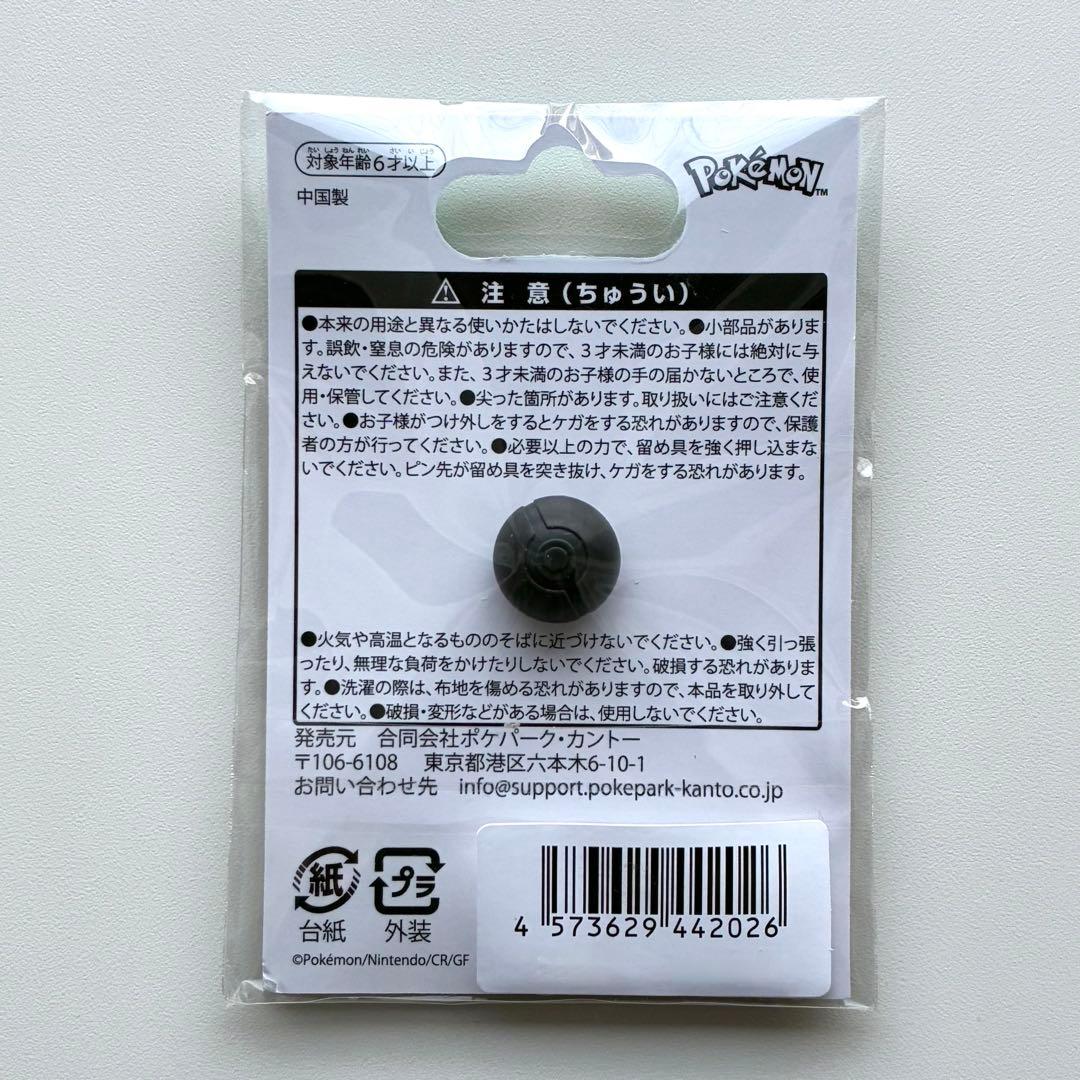 たいしょうねんれい さいいじょう
対象年齢6才以上
POKéMON™
中国製
⚠ 注意(ちゅうい)
●本来の用途と異なる使いかたはしないでください。●小部品がありま
す。誤飲・窒息の危険がありますので、3才未満のお子様には絶対に与
えないでください。また、3才未満のお子様の手の届かないところで、使
用・保管してください。●尖った箇所があります。取り扱いにはご注意くだ
さい。●お子様がつけ外しをするとケガをする恐れがありますので、保護
者の方が行ってください。●必要以上の力で、留め具を強く押し込まな
いでください。ピン先が留め具を突き抜け、ケガをする恐れがあります。
●火気や高温となるもののそばに近づけないでください。●強く引っ張
ったり、無理な負荷をかけたりしないでください。破損する恐れがありま
す。●洗濯の際は、布地を傷める恐れがありますので、本品を取り外して
ください。●破損・変形などがある場合は、使用しないでください。
発売元 合同会社ポケパーク・カントー
〒106-6108 東京都港区六本木6-10-1
お問い合わせ先 info@support.pokepark-kanto.co.jp
紙 プラ
台紙 外装
4 573629 442026
©Pokémon/Nintendo/CR/GF